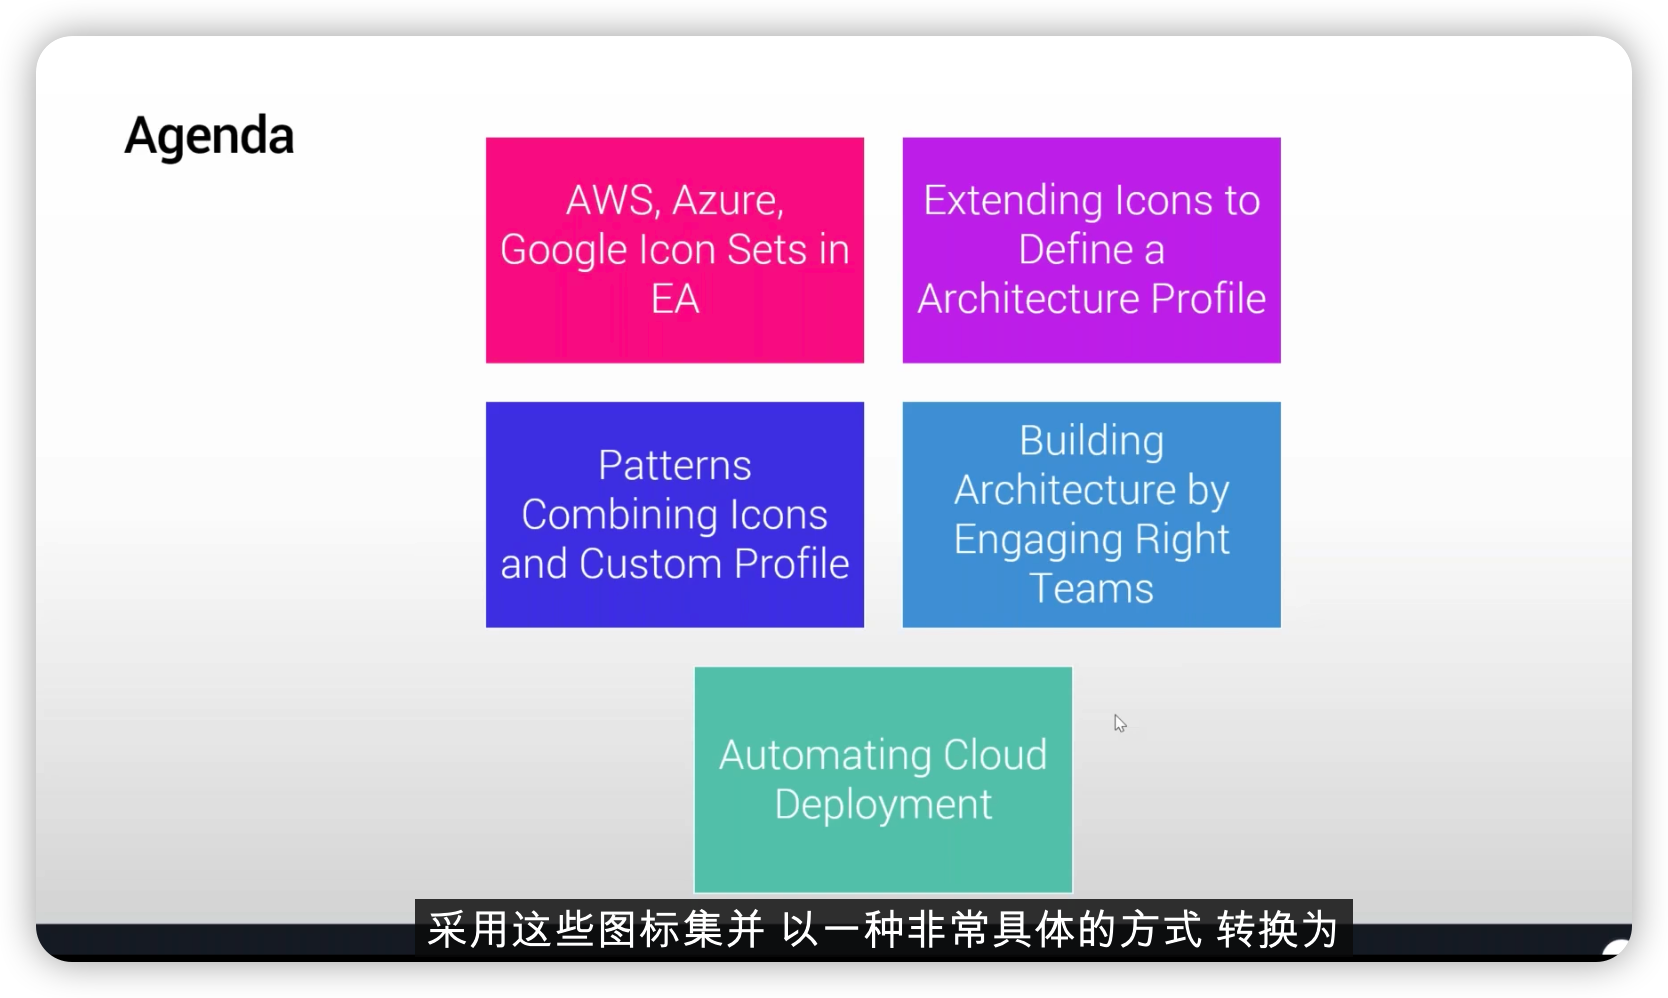 Agenda
AWS, Azure,
Google Icon Sets in
EA
Extending Icons to
Define a
Architecture Profile
Patterns
Combining Icons
and Custom Profile
Building
Architecture by
Engaging Right
Teams
Automating Cloud
Deployment
采用这些图标集并 以一种非常具体的方式 转换为